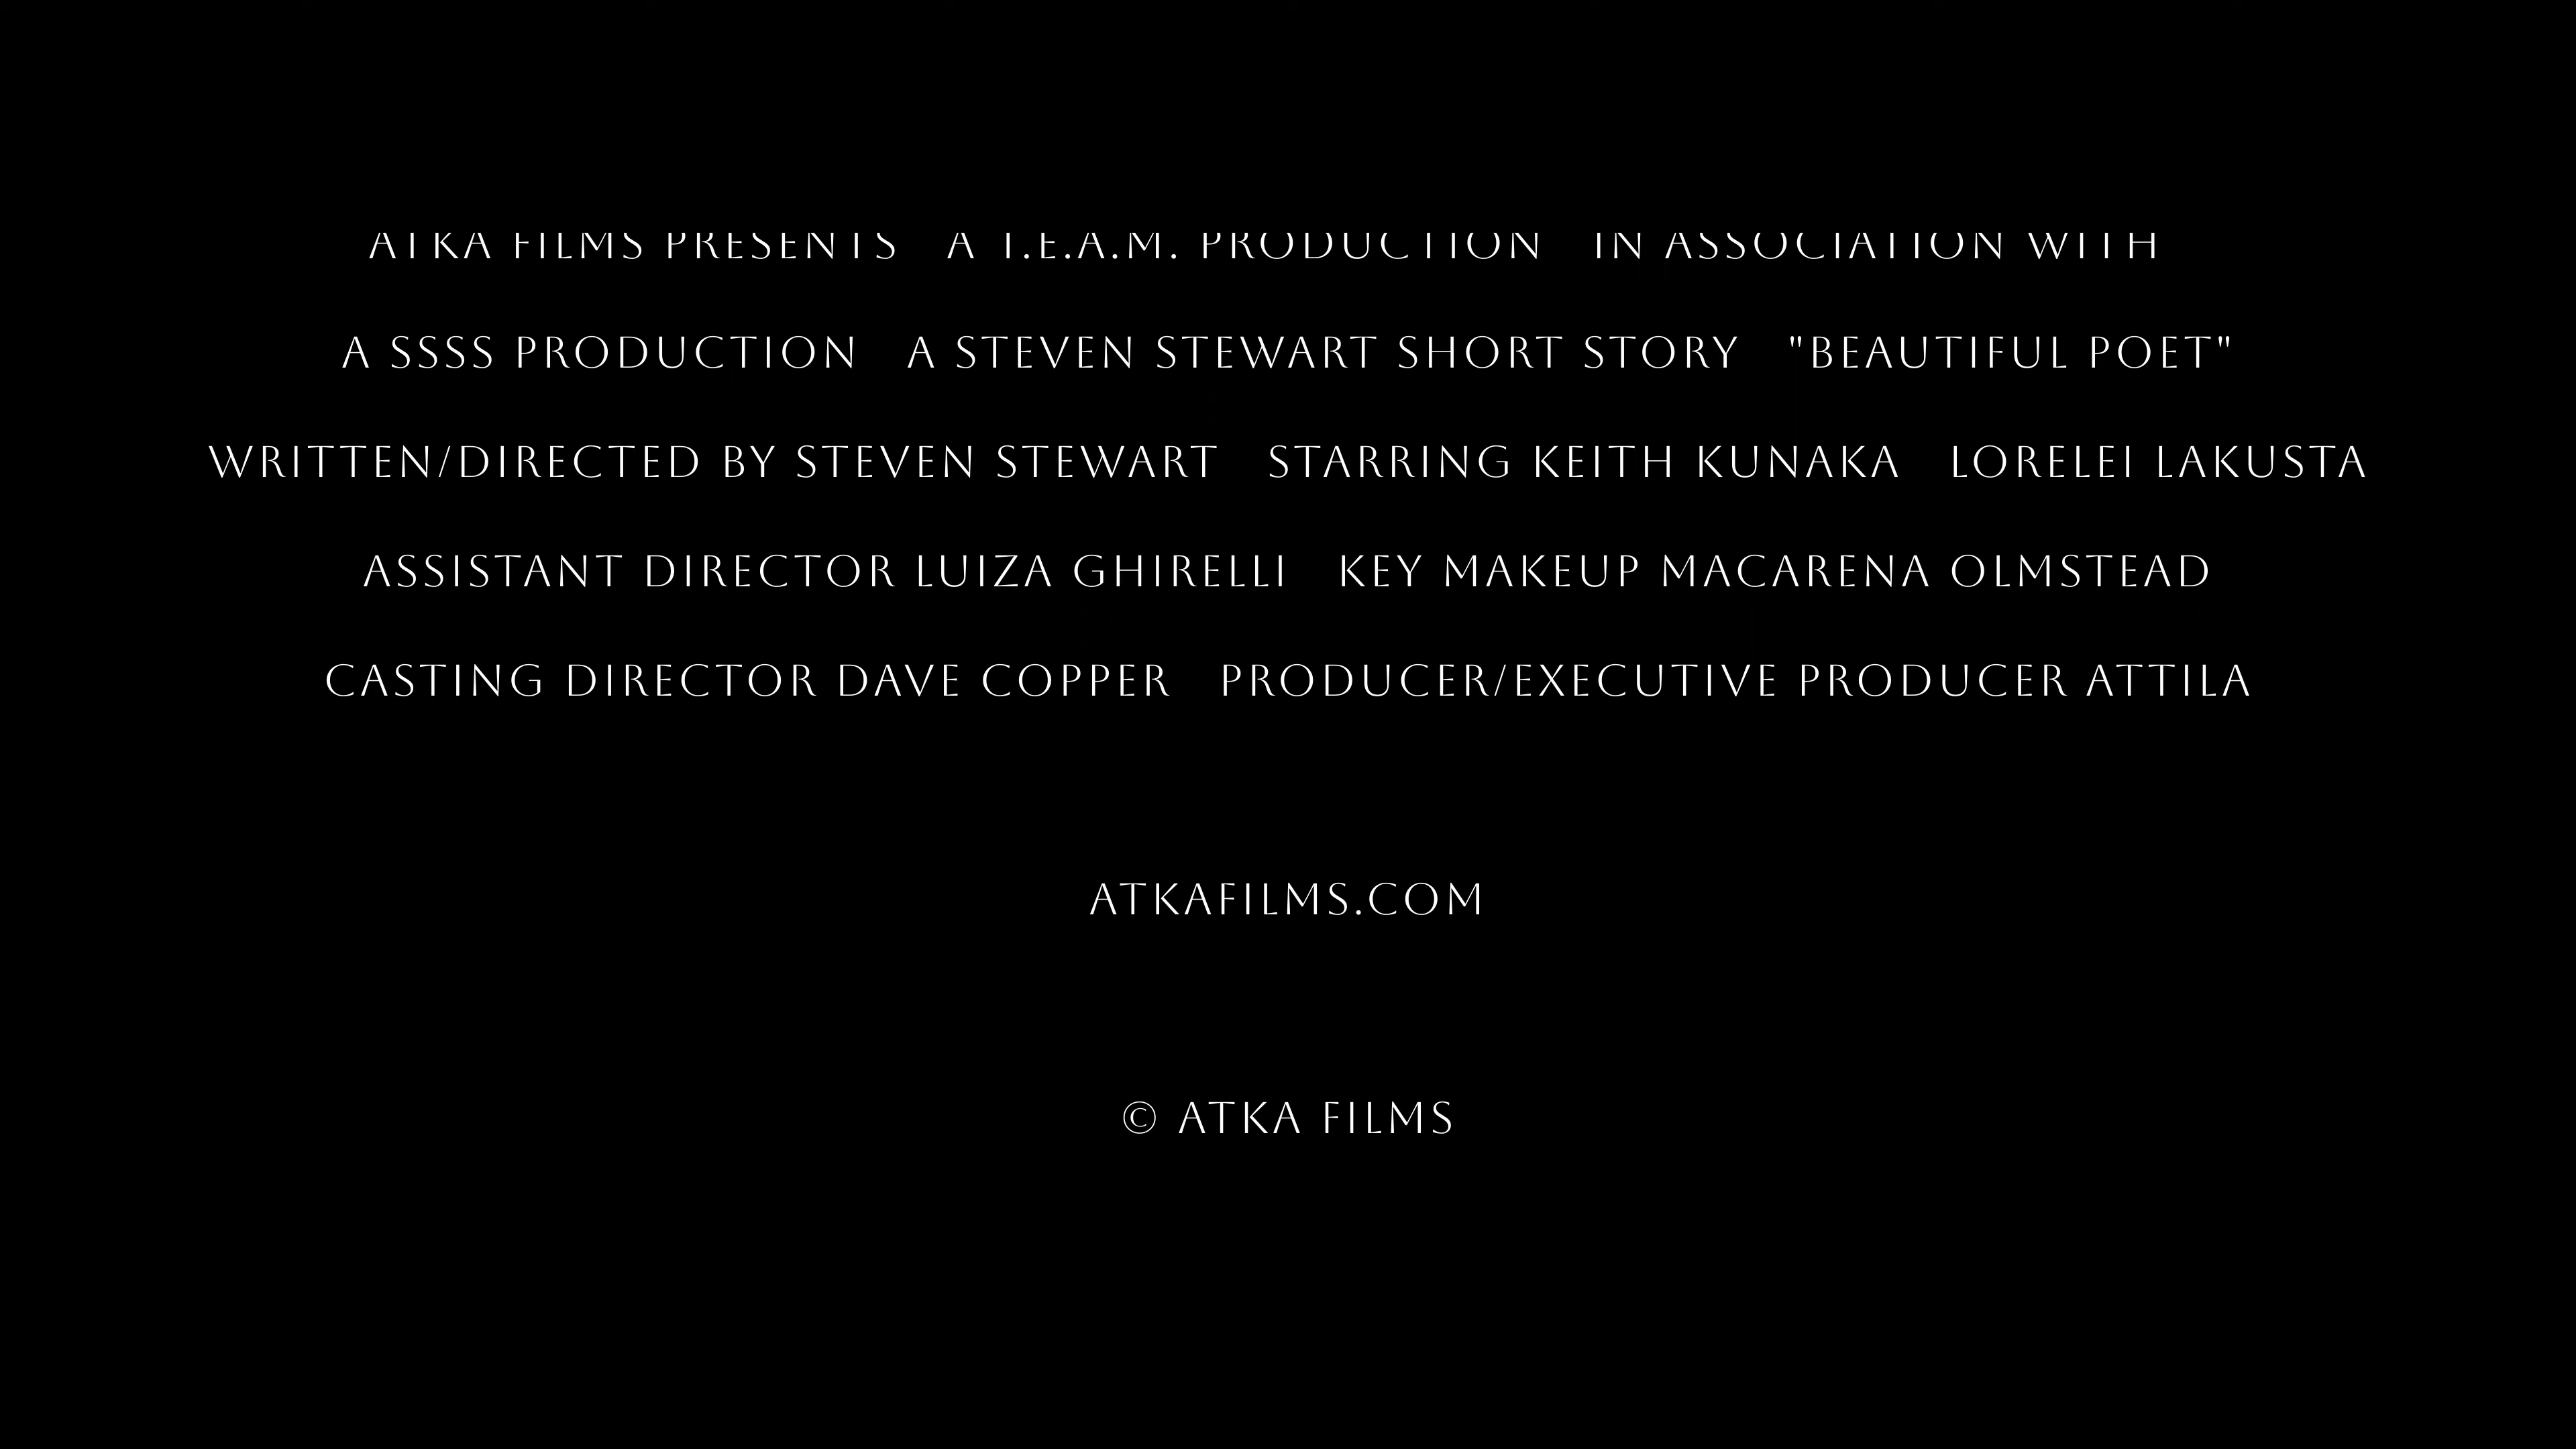 ATKA FILMS PRESENTS A T.E.A.M. PRODUCTION IN ASSOCIATION WITH
A SSSS PRODUCTION A STEVEN STEWART SHORT STORY "BEAUTIFUL POET"
WRITTEN/DIRECTED BY STEVEN STEWART STARRING KEITH KUNAKA LORELEI LAKUSTA
ASSISTANT DIRECTOR LUIZA GHIRELLI KEY MAKEUP MACARENA OLMSTEAD
CASTING DIRECTOR DAVE COPPER PRODUCER/EXECUTIVE PRODUCER ATTILA
ATKAFILMS.COM
© ATKA FILMS